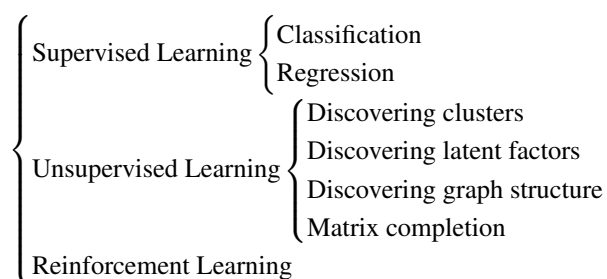 Supervised Learning
Classification
Regression
Unsupervised Learning
Discovering clusters
Discovering latent factors
Discovering graph structure
Matrix completion
Reinforcement Learning